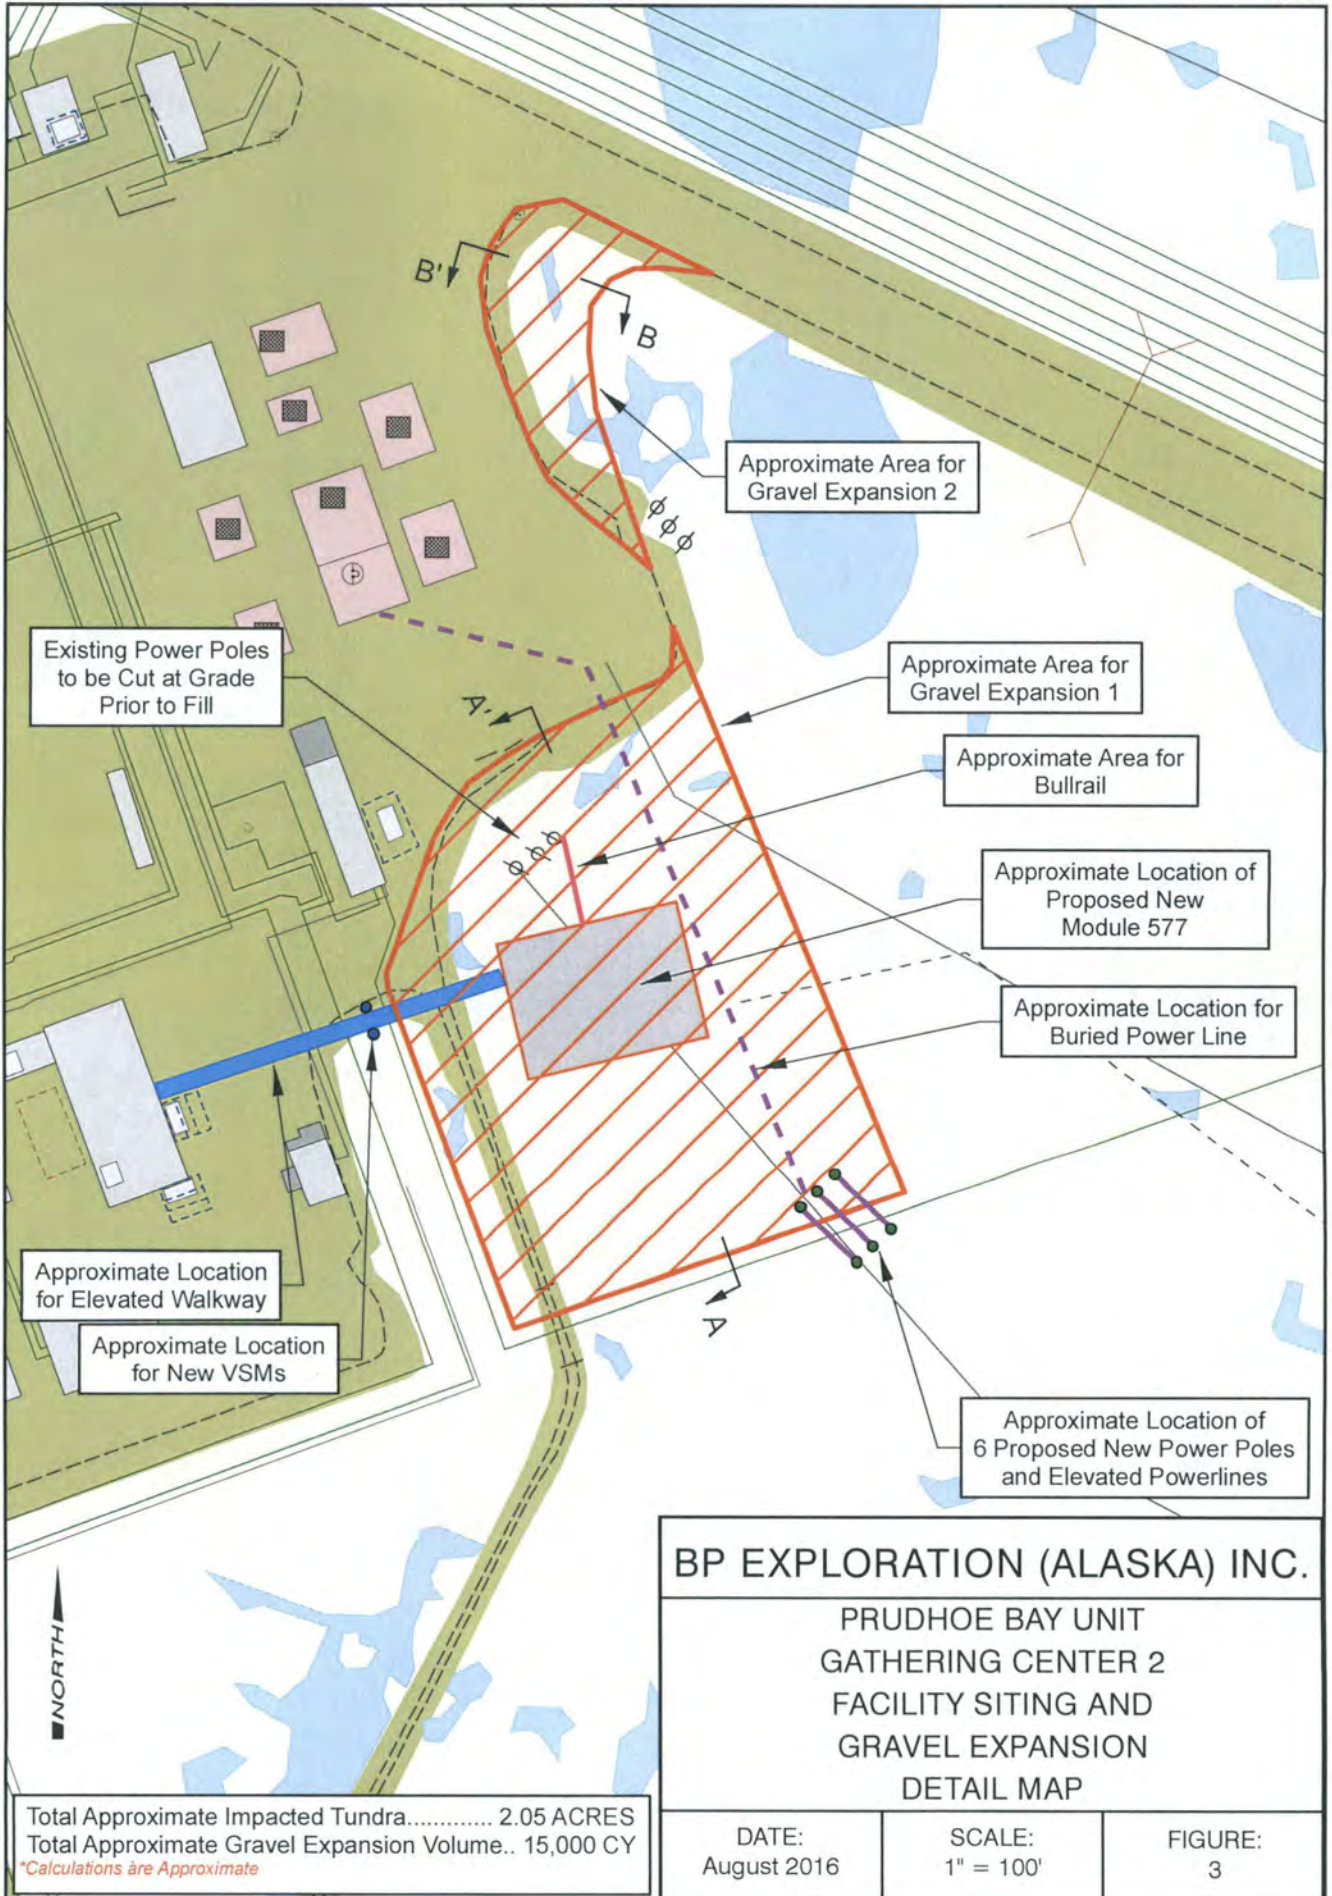 B'
B
Approximate Area for
Gravel Expansion 2
Existing Power Poles
to be Cut at Grade
Prior to Fill
Approximate Area for
Gravel Expansion 1
A'
Approximate Area for
Bullrail
Approximate Location of
Proposed New
Module 577
Approximate Location for
Buried Power Line
Approximate Location
for Elevated Walkway
Approximate Location
for New VSMs
A
Approximate Location of
6 Proposed New Power Poles
and Elevated Powerlines
NORTH
BP EXPLORATION (ALASKA) INC.
PRUDHOE BAY UNIT
GATHERING CENTER 2
FACILITY SITING AND
GRAVEL EXPANSION
DETAIL MAP
Total Approximate Impacted Tundra............. 2.05 ACRES
Total Approximate Gravel Expansion Volume.. 15,000 CY
*Calculations are Approximate
DATE:
August 2016
SCALE:
1" = 100'
FIGURE:
3